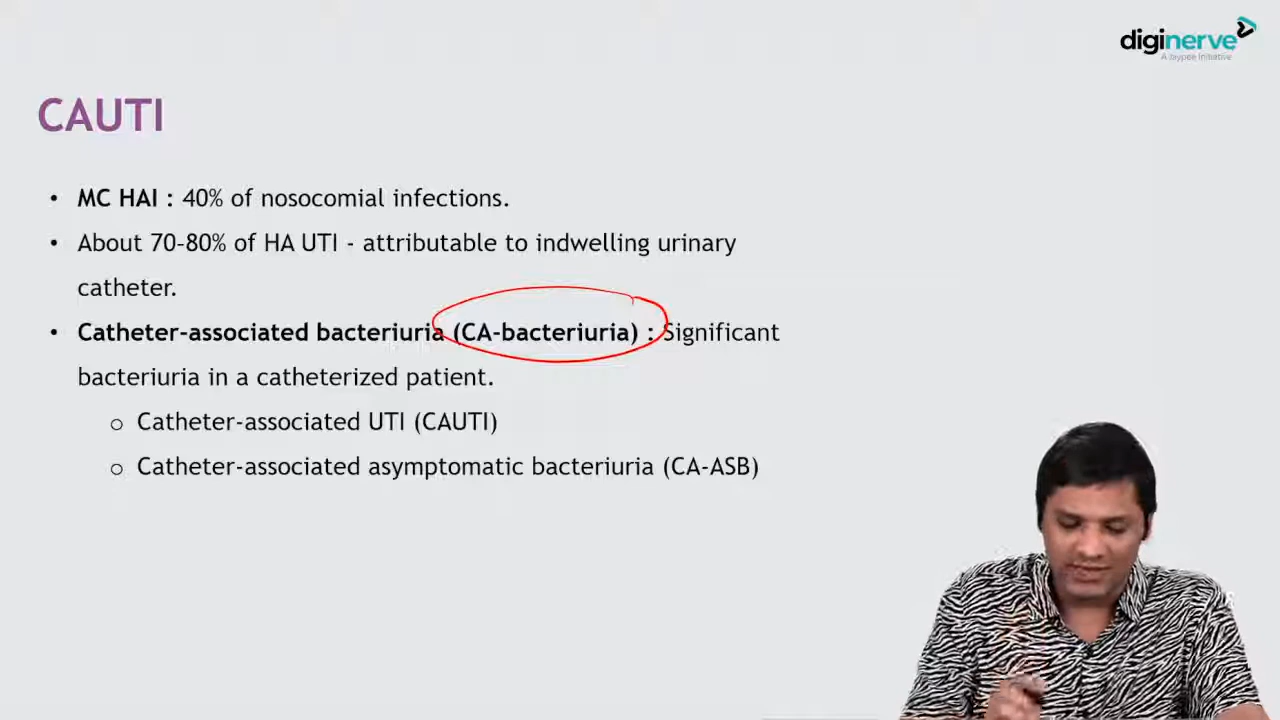 diginerve
A Jaypee Initiative
CAUTI
• MC HAI : 40% of nosocomial infections.
• About 70-80% of HA UTI - attributable to indwelling urinary
catheter.
• Catheter-associated bacteriuria (CA-bacteriuria) : Significant
bacteriuria in a catheterized patient.
o Catheter-associated UTI (CAUTI)
o Catheter-associated asymptomatic bacteriuria (CA-ASB)